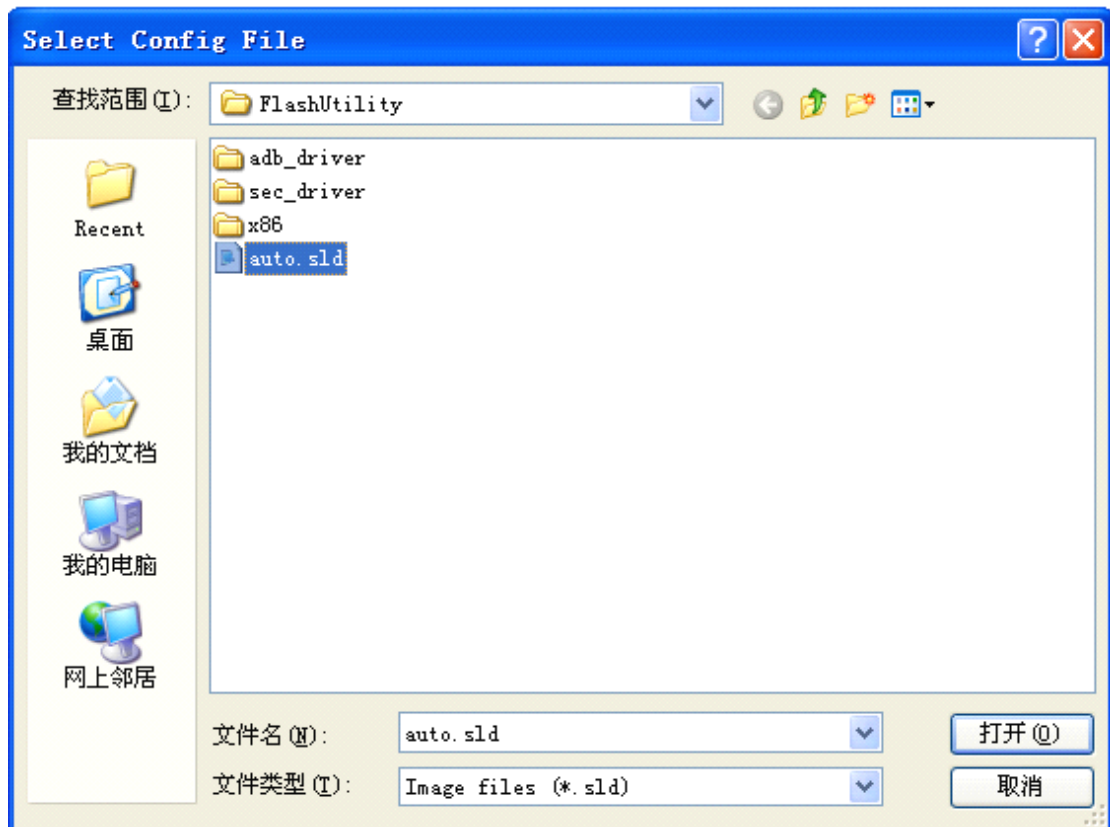 Select Config File
查找范围(I):
FlashUtility
Recent
桌面
我的文档
我的电脑
网上邻居
adb_driver
sec_driver
x86
auto.sld
文件名(N):
auto.sld
打开(O)
文件类型(T):
Image files (*.sld)
取消